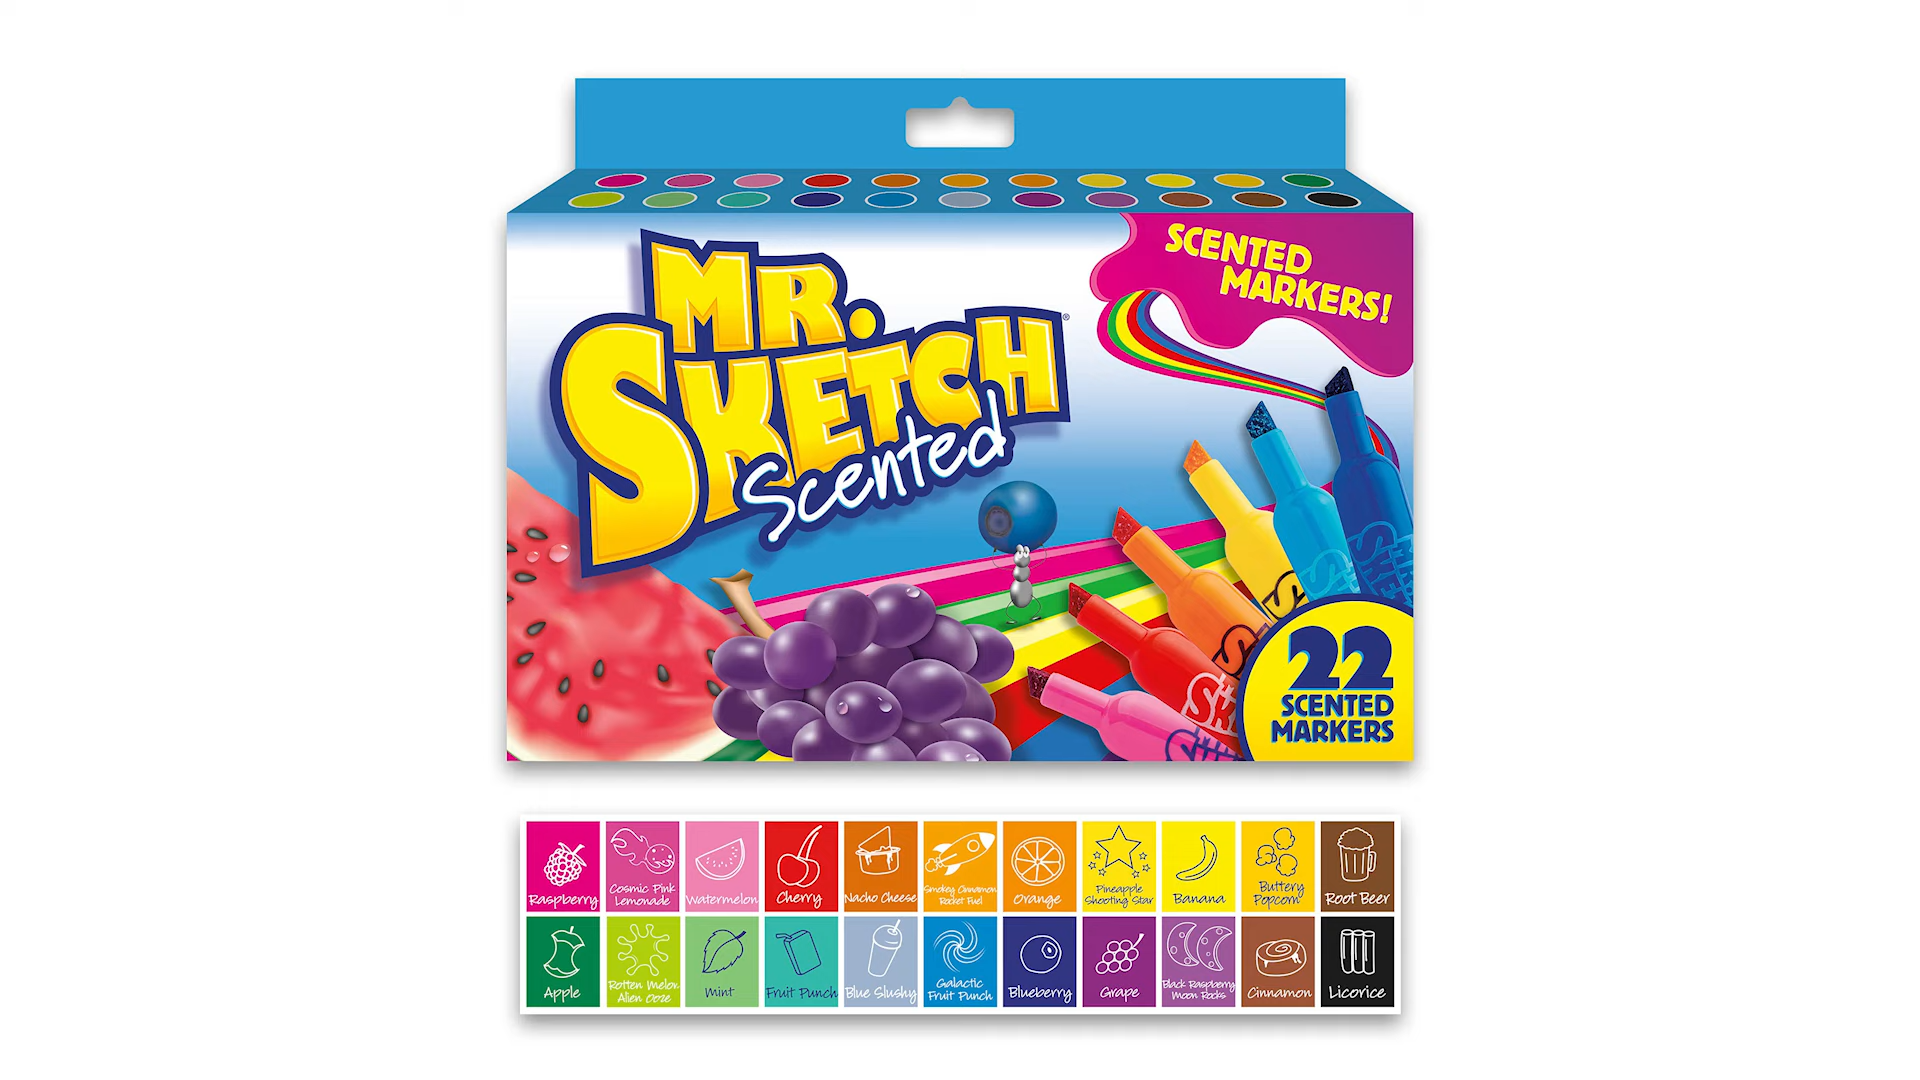 SCENTED
MARKERS!
MR.
SKETCH®
Scented
22
SCENTED
MARKERS
Raspberry
Cosmic Pink
Lemonade
Watermelon
Cherry
Nacho Cheese
Smokey Cinnamon
Rocket Fuel
Orange
Pineapple
Shooting Star
Banana
Buttery
Popcorn
Root Beer
Apple
Rotten Melon
Alien Ooze
Mint
Fruit Punch
Blue Slushy
Galactic
Fruit Punch
Blueberry
Grape
Black Raspberry
Moon Rocks
Cinnamon
Licorice